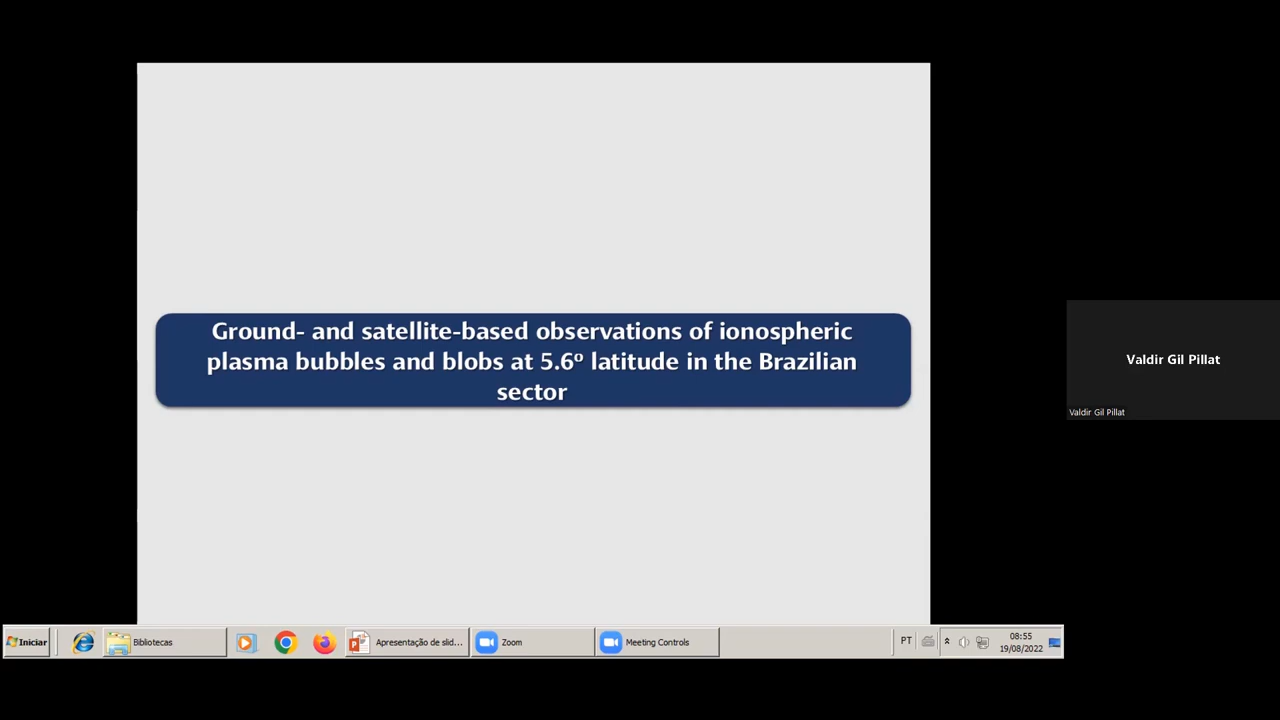 Ground- and satellite-based observations of ionospheric
plasma bubbles and blobs at 5.6º latitude in the Brazilian
sector
Valdir Gil Pillat
Valdir Gil Pillat
Iniciar
Bibliotecas
Apresentação de slid...
Zoom
Meeting Controls
PT
08:55
19/08/2022